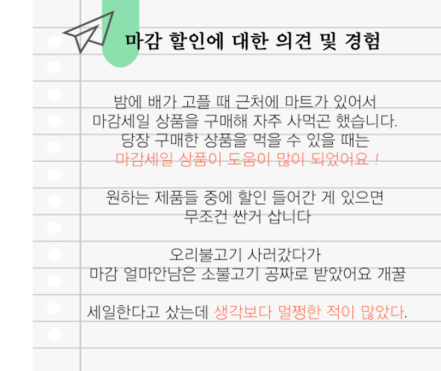 마감 할인에 대한 의견 및 경험
밤에 배가 고플 때 근처에 마트가 있어서
마감세일 상품을 구매해 자주 사먹곤 했습니다.
당장 구매한 상품을 먹을 수 있을 때는
마감세일 상품이 도움이 많이 되었어요 !
원하는 제품들 중에 할인 들어간 게 있으면
무조건 싼거 삽니다
오리불고기 사러갔다가
마감 얼마안남은 소불고기 공짜로 받았어요 개꿀
세일한다고 샀는데 생각보다 멀쩡한 적이 많았다.